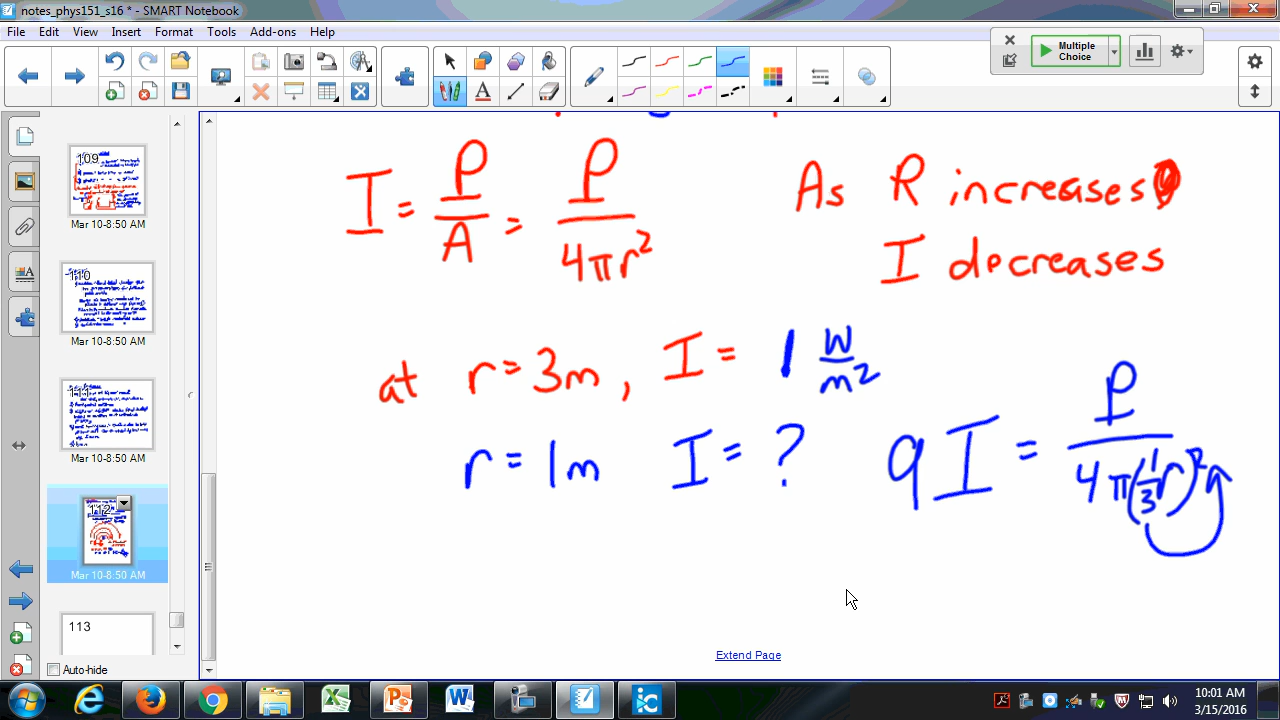 notes_phys151_s16 * - SMART Notebook
File Edit View Insert Format Tools Add-ons Help
Multiple Choice
109
Mar 10-8:50 AM
110
Mar 10-8:50 AM
111
Mar 10-8:50 AM
112
Mar 10-8:50 AM
113
Auto-hide
I = P/A = P/4πr²
As R increases
I decreases
at r = 3m, I = 1 W/m²
r = 1m I = ? 9 I = P/4π(1/3 r)²
Extend Page
10:01 AM
3/15/2016